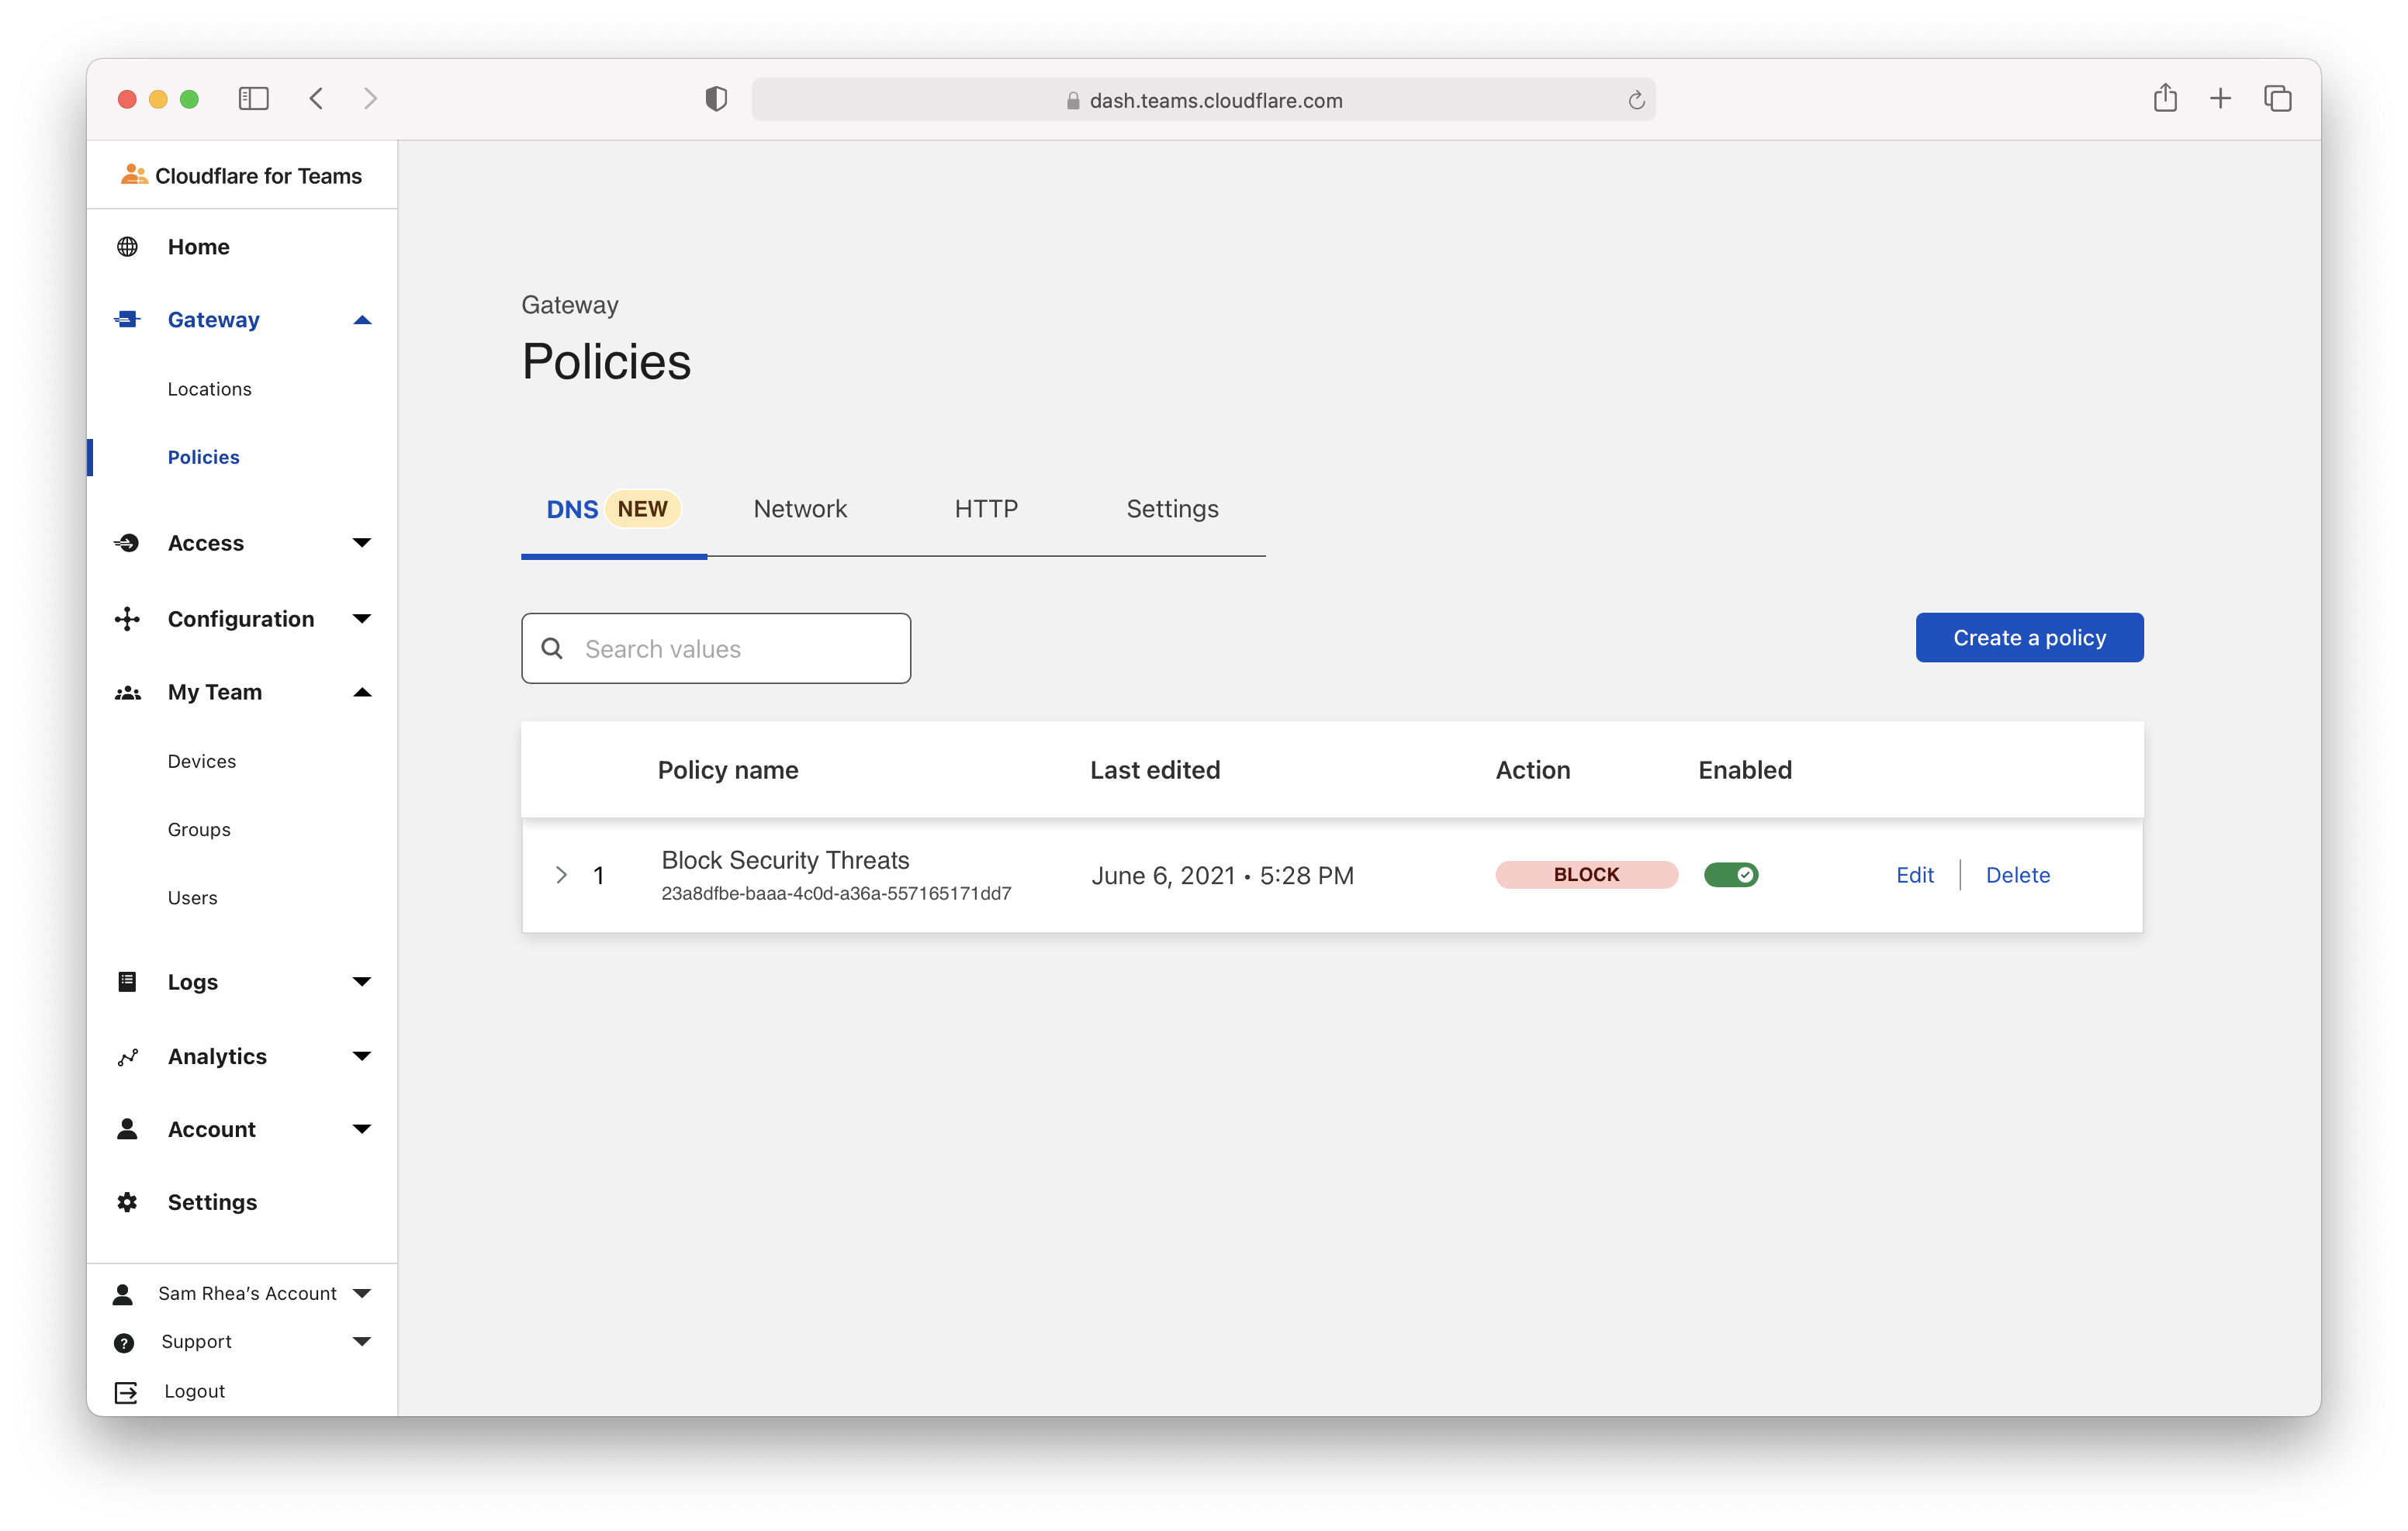 dash.teams.cloudflare.com
Cloudflare for Teams
Home
Gateway
Locations
Policies
Access
Configuration
My Team
Devices
Groups
Users
Logs
Analytics
Account
Settings
Sam Rhea’s Account
Support
Logout
Gateway
Policies
DNS NEW Network HTTP Settings
Search values
Create a policy
Policy name Last edited Action Enabled
1 Block Security Threats June 6, 2021 • 5:28 PM BLOCK Edit Delete
23a8dfbe-baaa-4c0d-a36a-557165171dd7